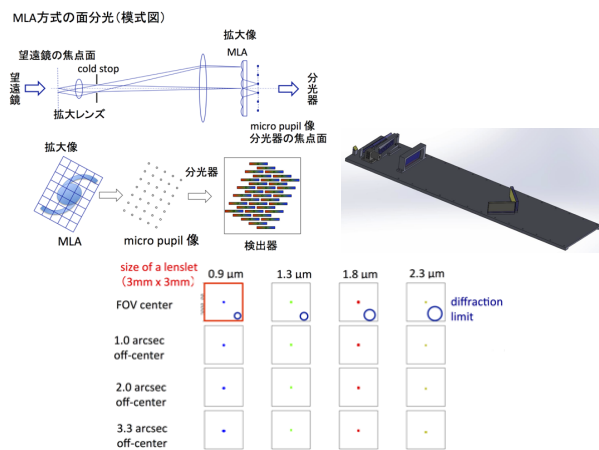 MLA方式の面分光(模式図)
拡大像
望遠鏡の焦点面
MLA
cold stop
望遠鏡
分光器
拡大レンズ
micro pupil 像
分光器の焦点面
拡大像
分光器
MLA
micro pupil 像
検出器
size of a lenslet
(3mm x 3mm)
0.9 μm
1.3 μm
1.8 μm
2.3 μm
FOV center
diffraction
limit
1.0 arcsec
off-center
2.0 arcsec
off-center
3.3 arcsec
off-center